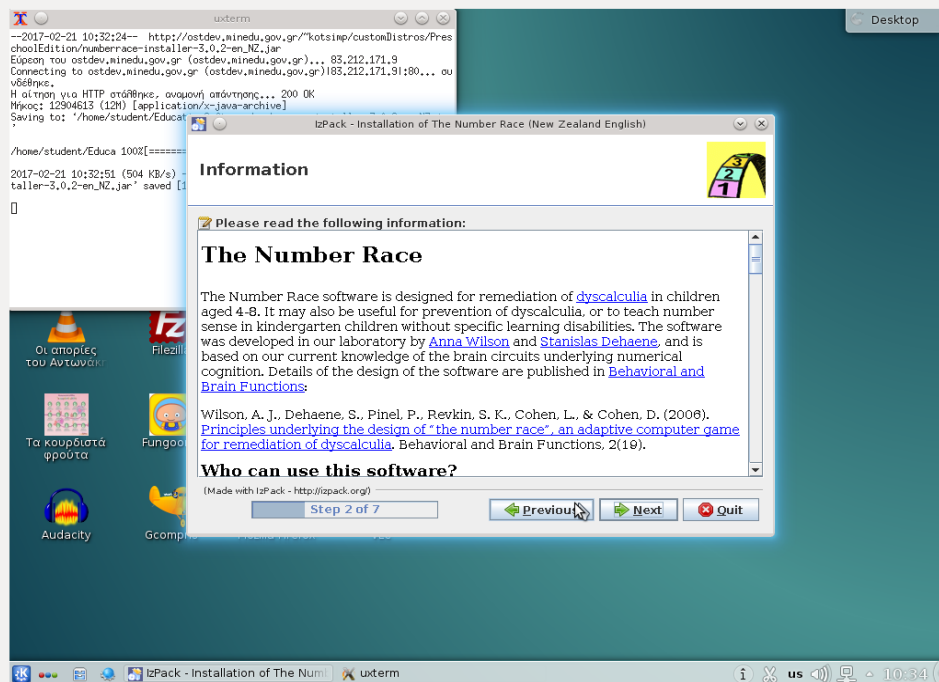 uxterm
--2017-02-21 10:32:24-- http://ostdev.minedu.gov.gr/~kotsimp/customDistros/Pres
choolEdition/numberrace-installer-3.0.2-en_NZ.jar
Εύρεση του ostdev.minedu.gov.gr (ostdev.minedu.gov.gr)... 83.212.171.9
Connecting to ostdev.minedu.gov.gr (ostdev.minedu.gov.gr)|83.212.171.9|:80... συ
νδέθηκε.
Η αίτηση για HTTP στάθηκε, αναμονή απάντησης... 200 OK
Μήκος: 12904613 (12M) [application/x-java-archive]
Saving to: '/home/student/Educat
'
/home/student/Educa 100%[======
2017-02-21 10:32:51 (504 KB/s) -
taller-3.0.2-en_NZ.jar' saved [1
Desktop
IzPack - Installation of The Number Race (New Zealand English)
Information
3
2
1
Please read the following information:
The Number Race
The Number Race software is designed for remediation of dyscalculia in children
aged 4-8. It may also be useful for prevention of dyscalculia, or to teach number
sense in kindergarten children without specific learning disabilities. The software
was developed in our laboratory by Anna Wilson and Stanislas Dehaene, and is
based on our current knowledge of the brain circuits underlying numerical
cognition. Details of the design of the software are published in Behavioral and
Brain Functions:
Wilson, A. J., Dehaene, S., Pinel, P., Revkin, S. K., Cohen, L., & Cohen, D. (2006).
Principles underlying the design of "the number race", an adaptive computer game
for remediation of dyscalculia. Behavioral and Brain Functions, 2(19).
Who can use this software?
(Made with IzPack - http://izpack.org/)
Step 2 of 7
Previous
Next
Quit
Οι απορίες
του Αντωνάκη
Filezilla
Τα κουρδιστά
φρούτα
Fungoo
Audacity
Gcompris
IzPack - Installation of The Num
uxterm
us
10:34